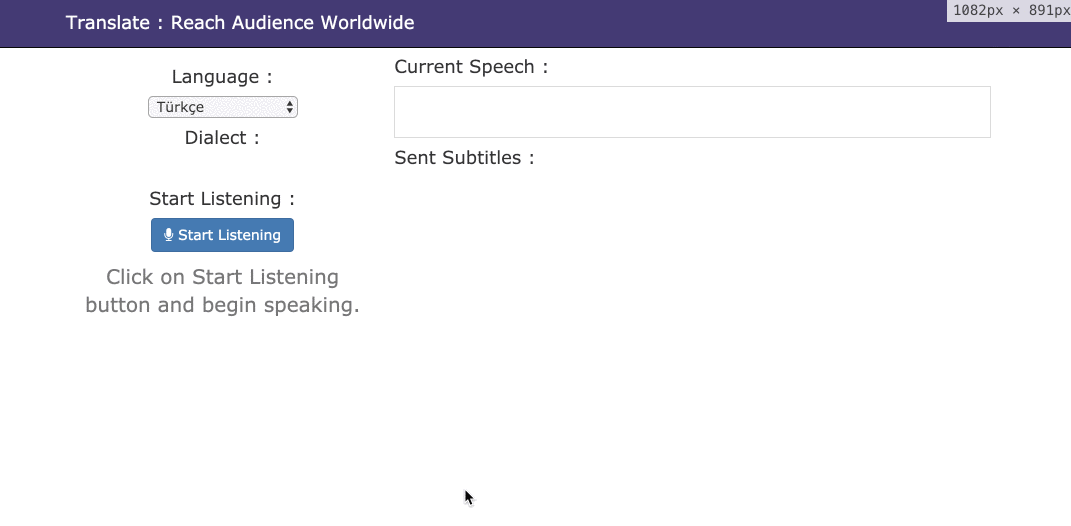 Translate : Reach Audience Worldwide
1082px × 891px
Language :
Türkçe
Dialect :
Start Listening :
Start Listening
Click on Start Listening
button and begin speaking.
Current Speech :
Sent Subtitles :